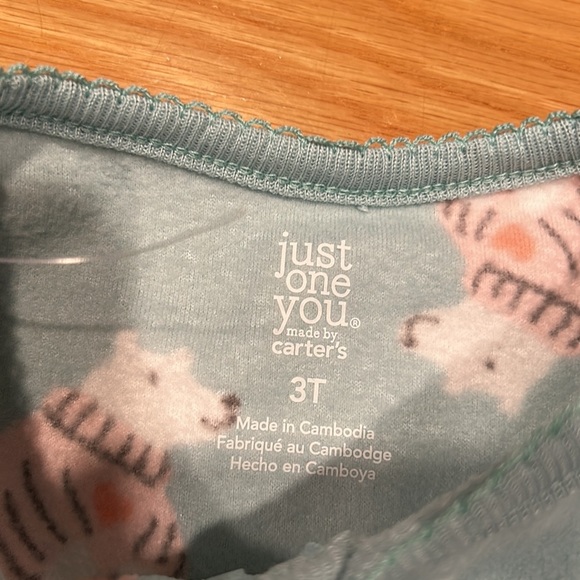 just
one
you®
made by
carter's
3T
Made in Cambodia
Fabriqué au Cambodge
Hecho en Camboya